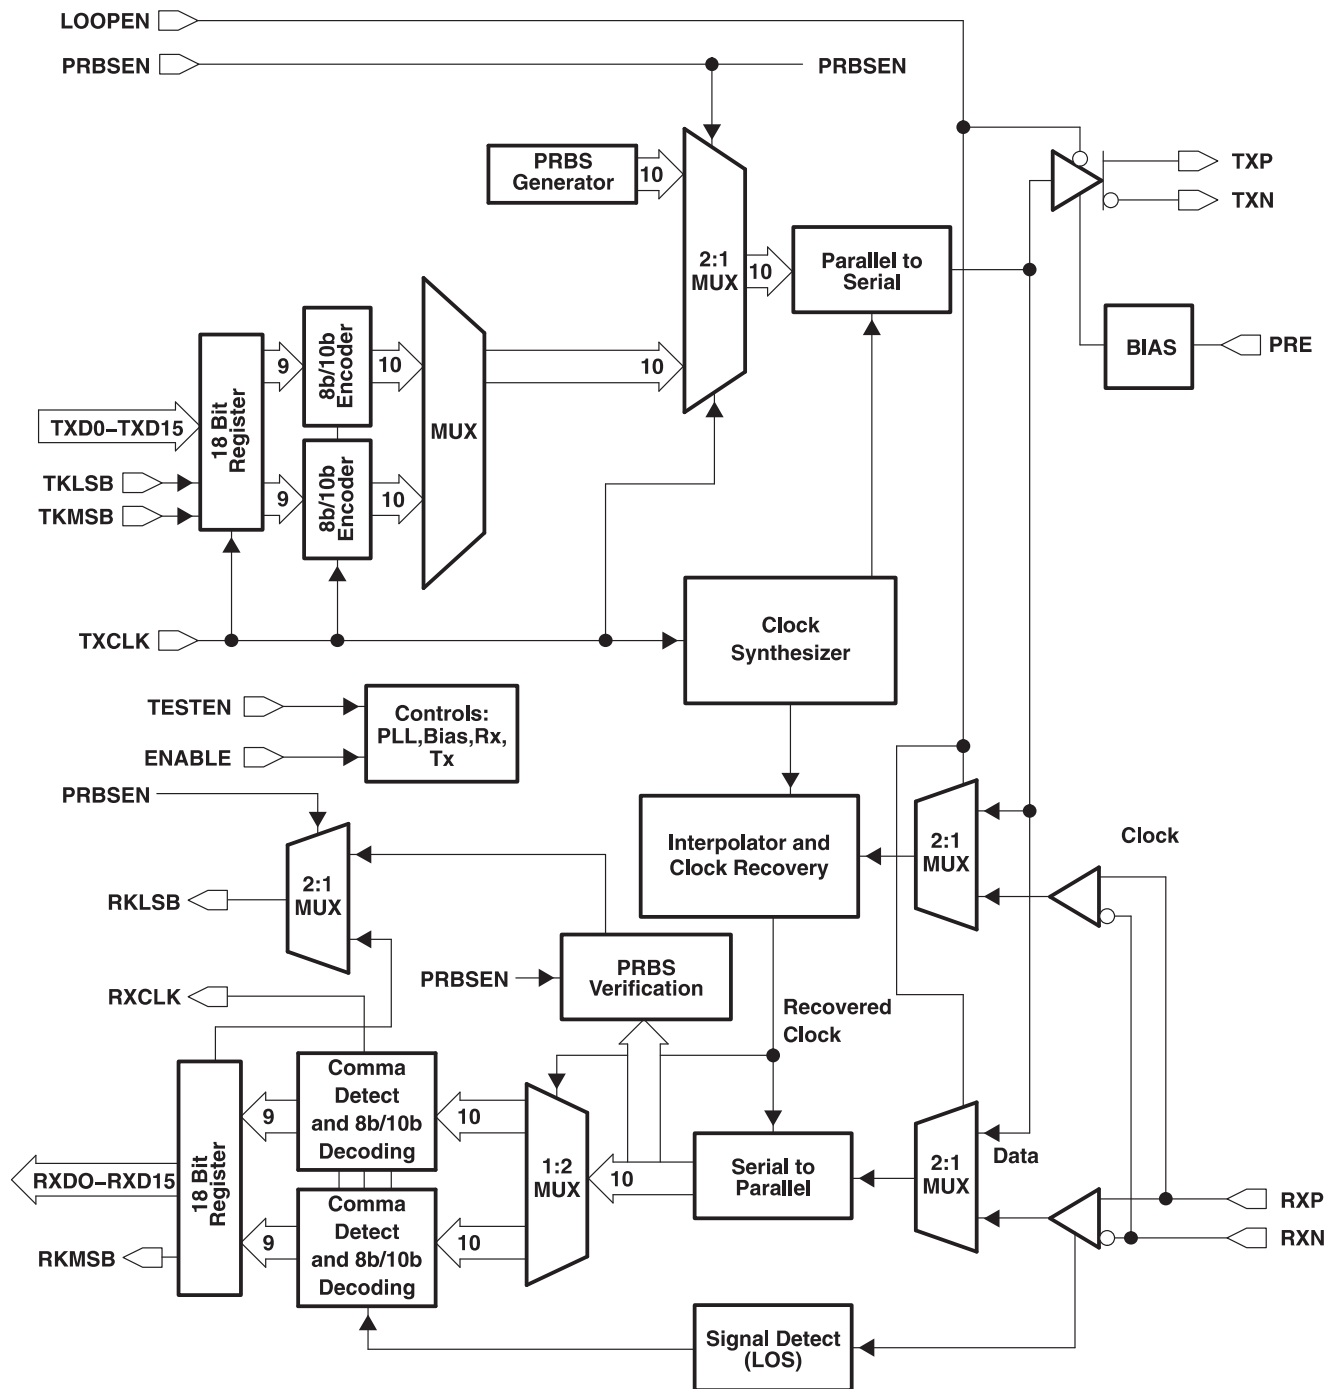 LOOPEN
PRBSEN
PRBSEN
PRBS
Generator
10
TXP
TXN
2:1
MUX
10
Parallel to
Serial
BIAS
PRE
9
8b/10b
Encoder
10
10
18 Bit
Register
TXD0–TXD15
MUX
TKLSB
TKMSB
9
8b/10b
Encoder
10
TXCLK
Clock
Synthesizer
TESTEN
ENABLE
Controls:
PLL,Bias,Rx,
Tx
PRBSEN
2:1
MUX
RKLSB
Interpolator and
Clock Recovery
2:1
MUX
Clock
PRBSEN
PRBS
Verification
RXCLK
Recovered
Clock
Comma
Detect
and 8b/10b
Decoding
9
10
18 Bit
Register
RXDO–RXD15
1:2
MUX
10
Serial to
Parallel
2:1
MUX
Data
RXP
RXN
RKMSB
9
Comma
Detect
and 8b/10b
Decoding
10
Signal Detect
(LOS)